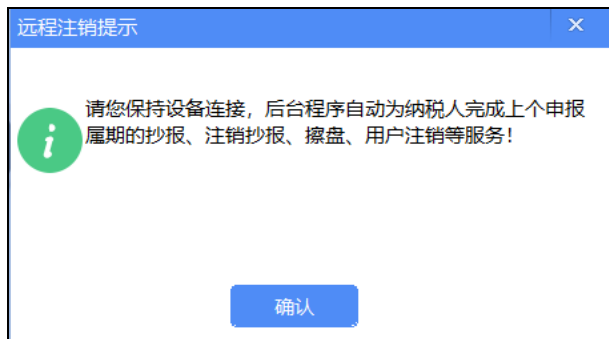 远程注销提示
请您保持设备连接，后台程序自动为纳税人完成上个申报
属期的抄报、注销抄报、擦盘、用户注销等服务！
确认